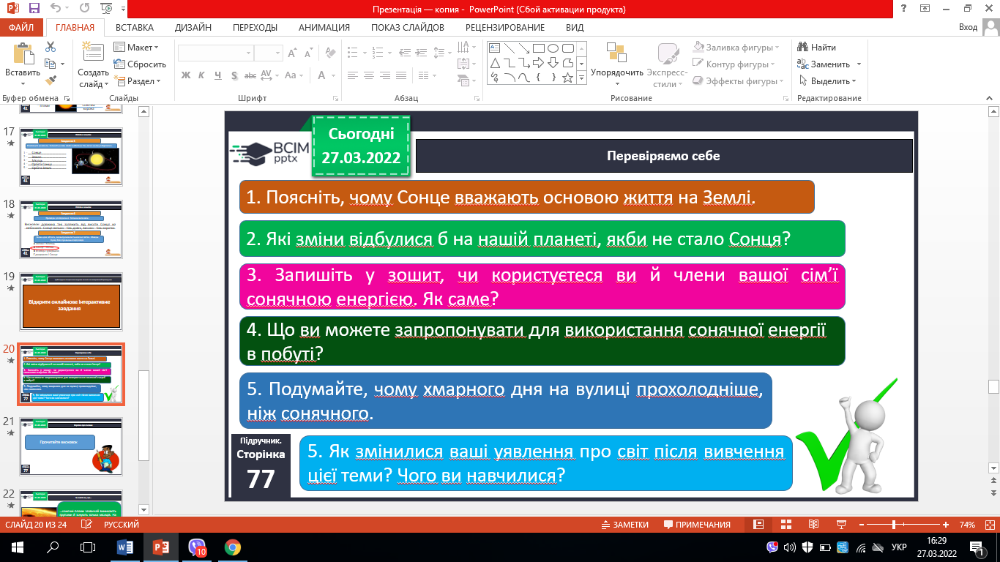 Презентація — копия - PowerPoint (Сбой активации продукта)
ФАЙЛ ГЛАВНАЯ ВСТАВКА ДИЗАЙН ПЕРЕХОДЫ АНИМАЦИЯ ПОКАЗ СЛАЙДОВ РЕЦЕНЗИРОВАНИЕ ВИД Вход
Вставить
Буфер обмена
Создать слайд
Макет
Сбросить
Раздел
Слайды
Ж К Ч S abc AV Aa A
Шрифт
Абзац
Упорядочить
Экспресс-стили
Заливка фигуры
Контур фигуры
Эффекты фигуры
Рисование
Найти
Заменить
Выделить
Редактирование
17
18
19
Відкрити онлайнове інтерактивне
завдання
20
21
Прочитайте висновок
22
Сьогодні
27.03.2022
ВСІМ
pptx
Перевіряємо себе
1. Поясніть, чому Сонце вважають основою життя на Землі.
2. Які зміни відбулися б на нашій планеті, якби не стало Сонця?
3. Запишіть у зошит, чи користуєтеся ви й члени вашої сім’ї
сонячною енергією. Як саме?
4. Що ви можете запропонувати для використання сонячної енергії
в побуті?
5. Подумайте, чому хмарного дня на вулиці прохолодніше,
ніж сонячного.
Підручник.
Сторінка
77
5. Як змінилися ваші уявлення про світ після вивчення
цієї теми? Чого ви навчилися?
СЛАЙД 20 ИЗ 24 РУССКИЙ ЗАМЕТКИ ПРИМЕЧАНИЯ 74%
10
УКР
16:29
27.03.2022
1